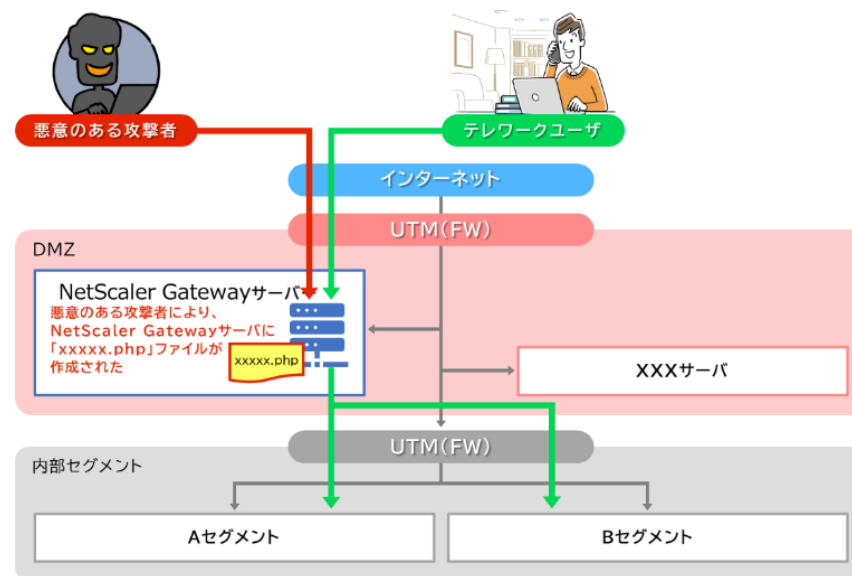 悪意のある攻撃者
テレワークユーザ
インターネット
UTM(FW)
DMZ
NetScaler Gatewayサーバ
悪意のある攻撃者により、
NetScaler Gatewayサーバに
「xxxxx.php」ファイルが
作成された
xxxxx.php
XXXサーバ
UTM(FW)
内部セグメント
Aセグメント
Bセグメント